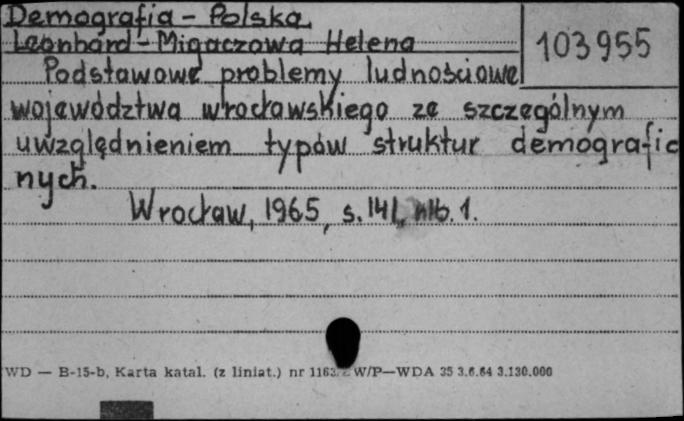 Demografia - Polska
Leonhard - Migaczowa Helena
103955
Podstawowe problemy ludnościowe
województwa wrocławskiego ze szczególnym
uwzględnieniem typów struktur demografic
nych.
Wrocław, 1965, s. 141, nlb. 1.
WD — B-15-b, Karta katal. (z liniat.) nr 1163. W/P—WDA 35 3.6.64 3.130.000